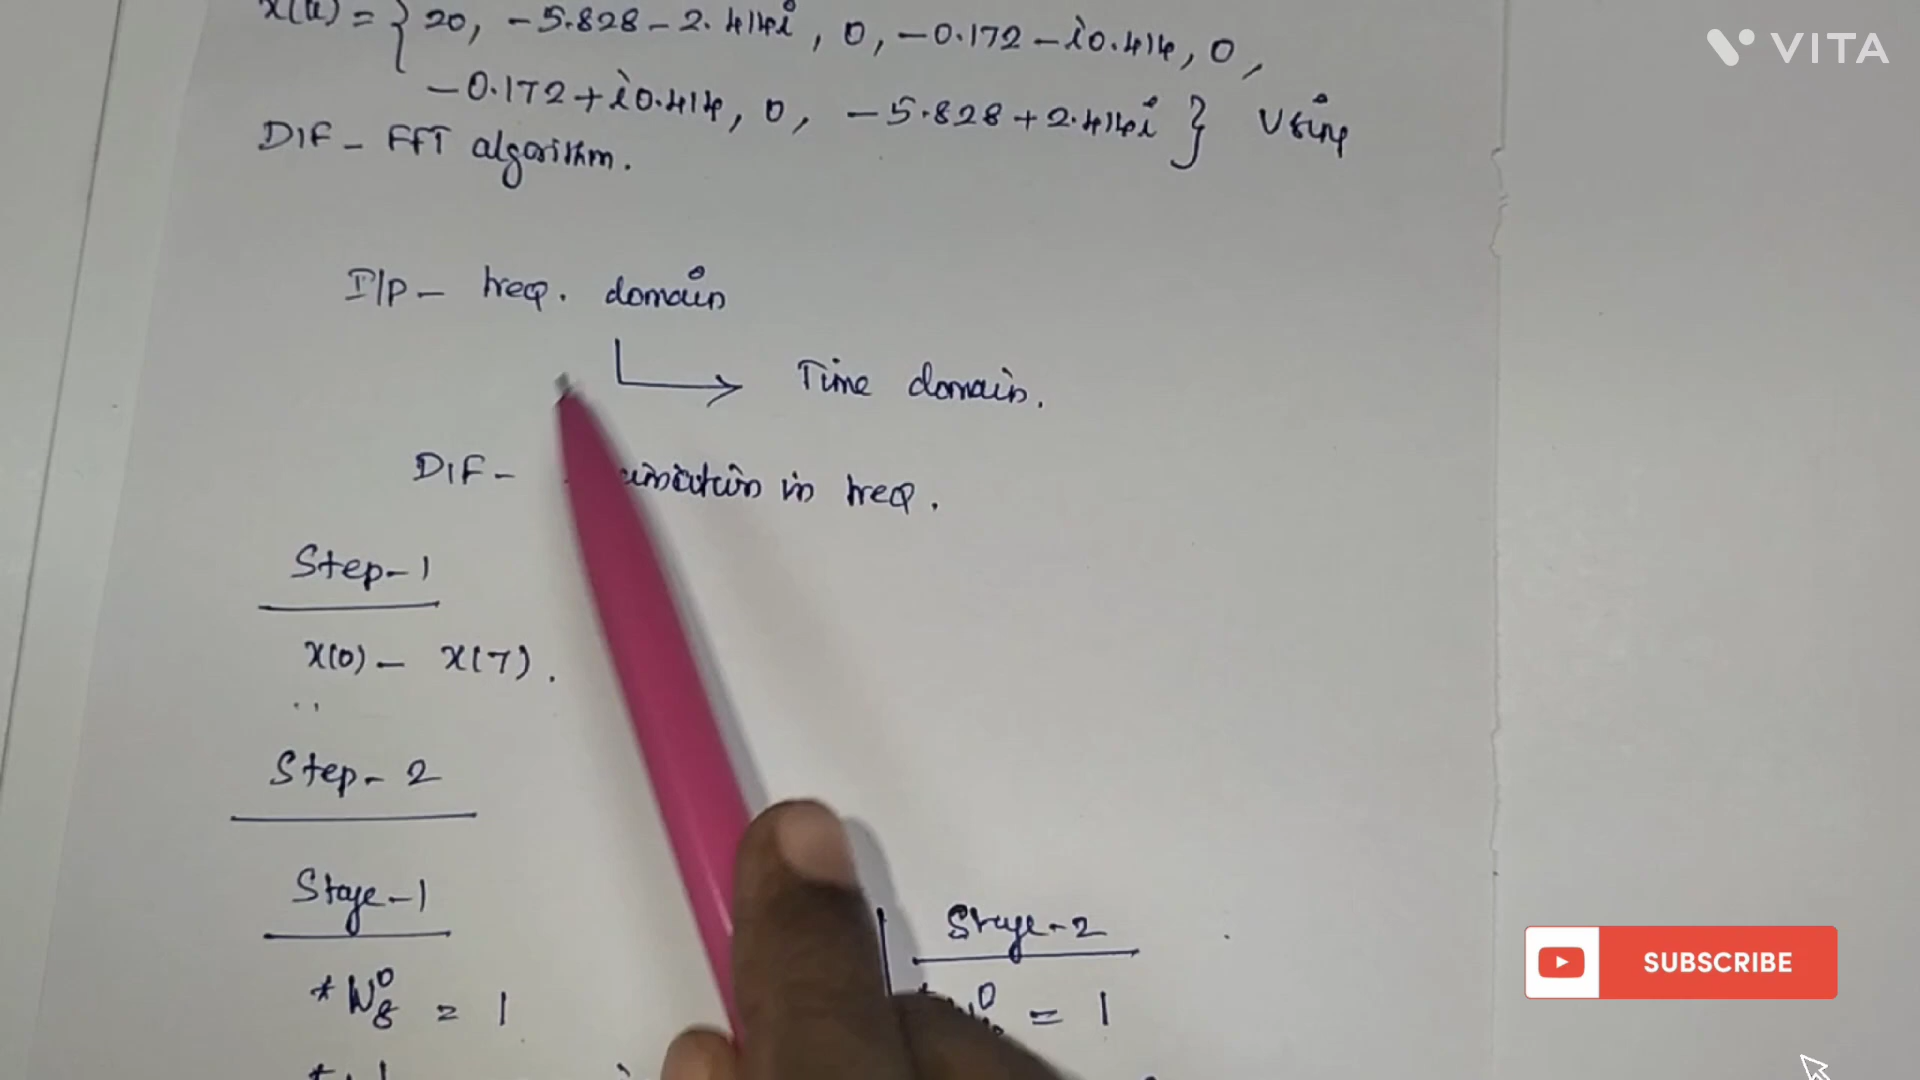 x(k) = { 20, -5.828 - 2.414i, 0, -0.172 - i0.414, 0,
-0.172 + i0.414, 0, -5.828 + 2.414i } using
DIF - FFT algorithm.
I/P - freq. domain
Time domain.
DIF - in freq.
Step-1
x(0) - x(7).
Step-2
Stage-1
Stage-2
* W₈⁰ = 1
⁰ = 1
VITA
SUBSCRIBE